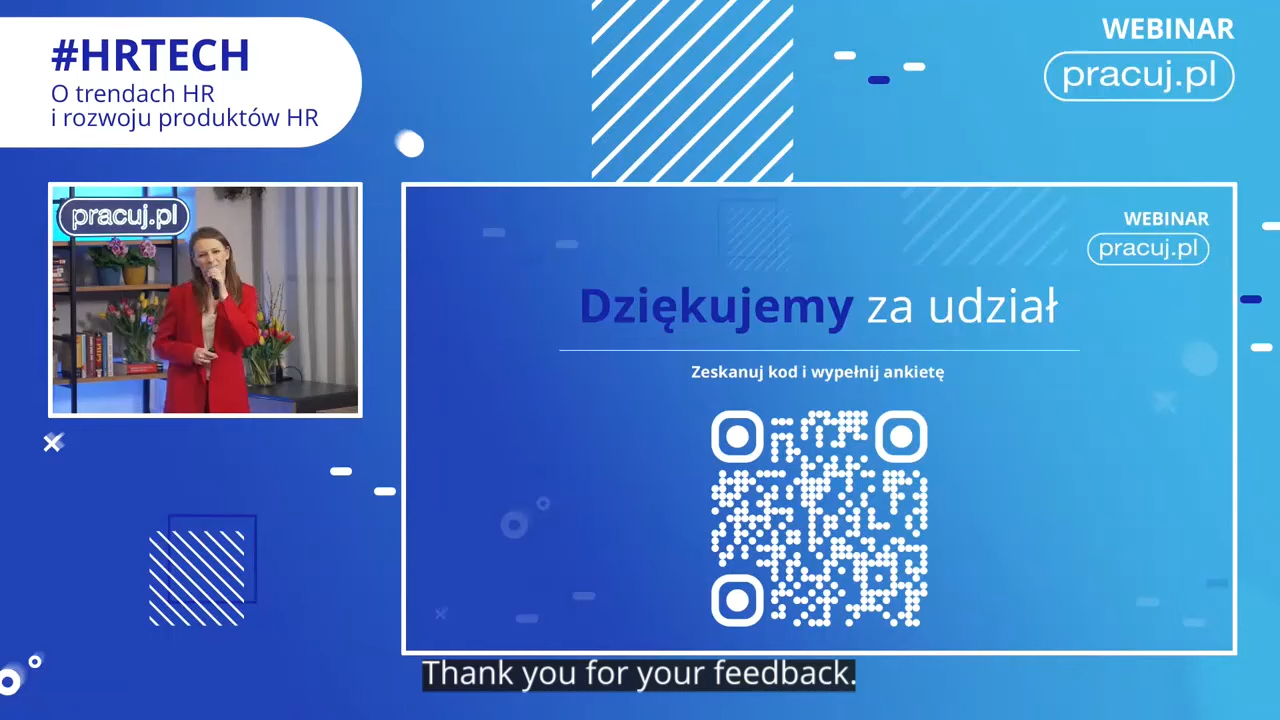 #HRTECH
O trendach HR
i rozwoju produktów HR
WEBINAR
pracuj.pl
pracuj.pl
WEBINAR
pracuj.pl
Dziękujemy za udział
Zeskanuj kod i wypełnij ankietę
Thank you for your feedback.